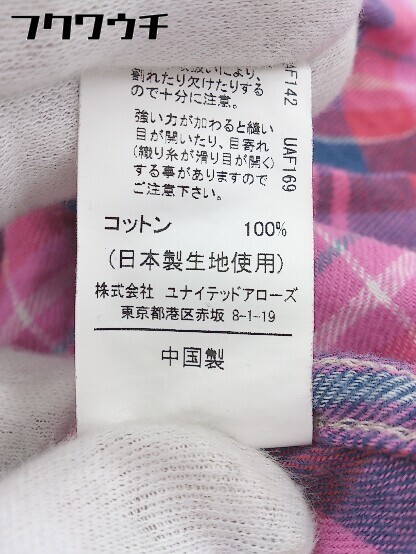 フクワウチ
割れたり欠けたりする
ので十分に注意。
強い力が加わると縫い
目が開いたり、目寄れ
(織り糸が滑り目が開く)
する事がありますので
ご注意下さい。
UAF169
コットン 100%
(日本製生地使用)
株式会社 ユナイテッドアローズ
東京都港区赤坂 8-1-19
中国製